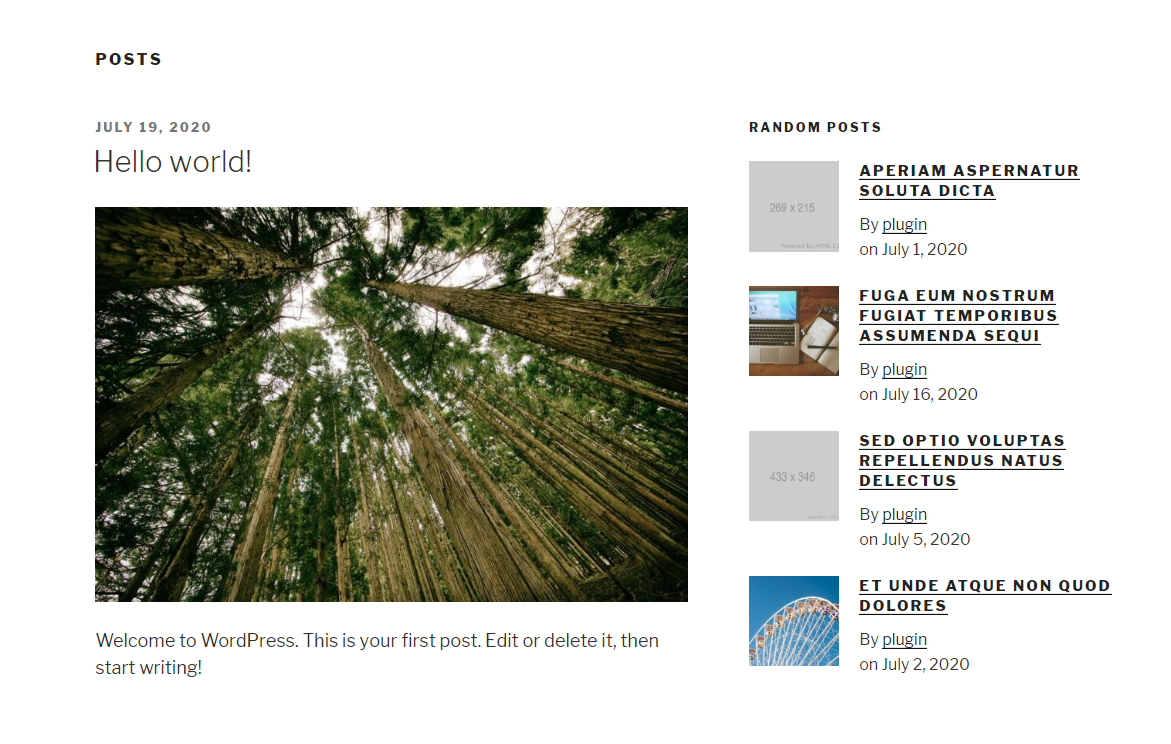 POSTS
JULY 19, 2020
Hello world!
Welcome to WordPress. This is your first post. Edit or delete it, then
start writing!
RANDOM POSTS
269 x 215
Powered by HTML
APERIAM ASPERNATUR
SOLUTA DICTA
By plugin
on July 1, 2020
FUGA EUM NOSTRUM
FUGIAT TEMPORIBUS
ASSUMENDA SEQUI
By plugin
on July 16, 2020
433 x 346
SED OPTIO VOLUPTAS
REPELLENDUS NATUS
DELECTUS
By plugin
on July 5, 2020
ET UNDE ATQUE NON QUOD
DOLORES
By plugin
on July 2, 2020